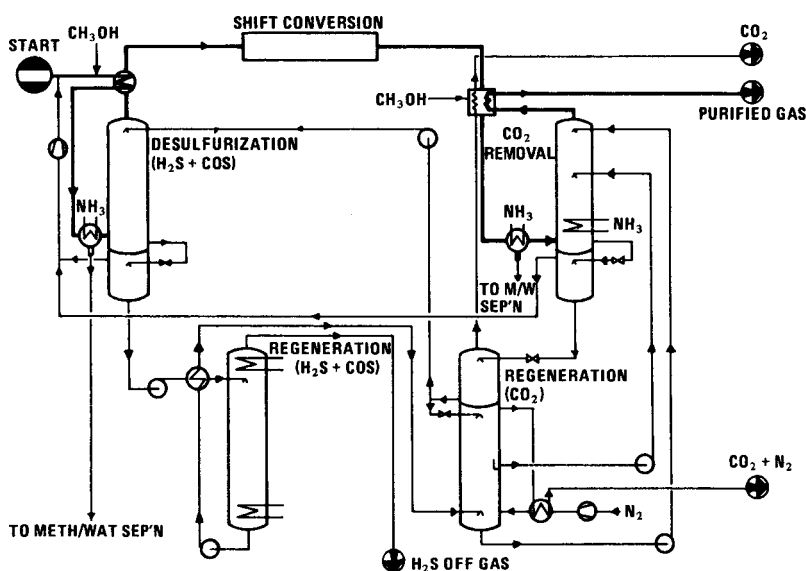 SHIFT CONVERSION
CH₃OH
START
CO₂
CH₃OH
PURIFIED GAS
DESULFURIZATION
(H₂S + COS)
CO₂
REMOVAL
NH₃
NH₃
NH₃
TO M/W
SEP'N
REGENERATION
(H₂S + COS)
REGENERATION
(CO₂)
CO₂ + N₂
N₂
TO METH/WAT SEP'N
H₂S OFF GAS